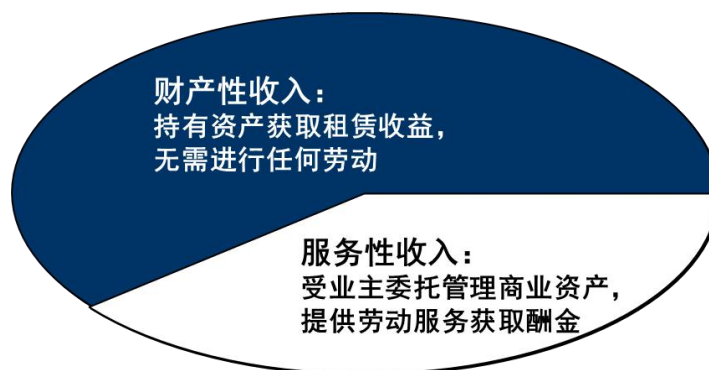 财产性收入：
持有资产获取租赁收益，
无需进行任何劳动
服务性收入：
受业主委托管理商业资产，
提供劳动服务获取酬金